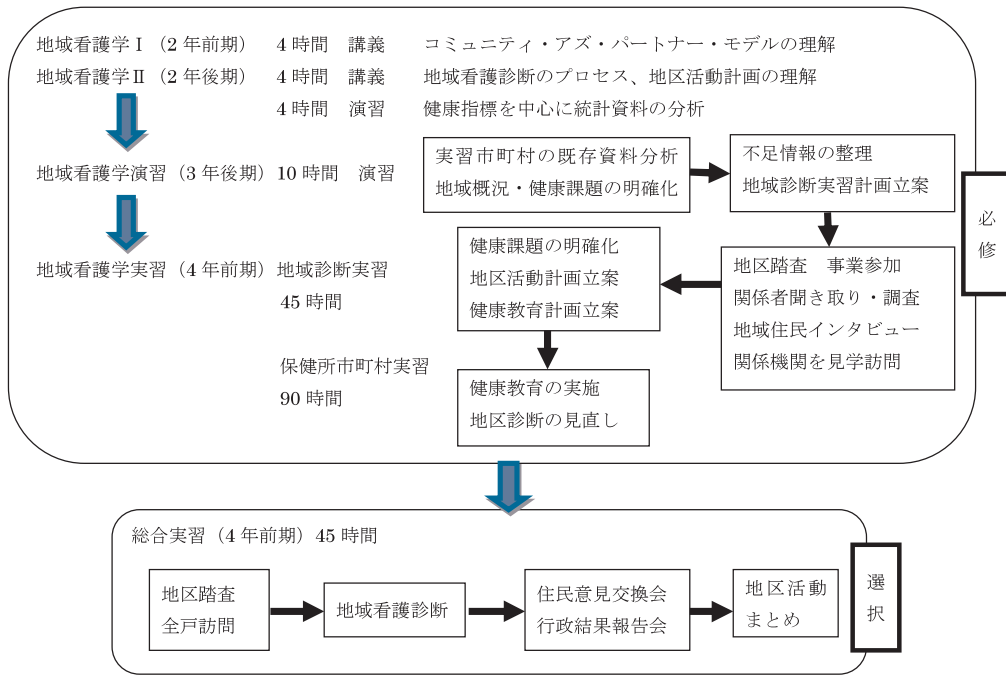 地域看護学Ⅰ（2年前期） 4時間 講義 コミュニティ・アズ・パートナー・モデルの理解
地域看護学Ⅱ（2年後期） 4時間 講義 地域看護診断のプロセス、地区活動計画の理解
4時間 演習 健康指標を中心に統計資料の分析
地域看護学演習（3年後期）10時間 演習
実習市町村の既存資料分析
地域概況・健康課題の明確化
不足情報の整理
地域診断実習計画立案
必修
地域看護学実習（4年前期）地域診断実習
45時間
地区踏査 事業参加
関係者聞き取り・調査
地域住民インタビュー
関係機関を見学訪問
健康課題の明確化
地区活動計画立案
健康教育計画立案
保健所市町村実習
90時間
健康教育の実施
地区診断の見直し
総合実習（4年前期）45時間
地区踏査
全戸訪問
地域看護診断
住民意見交換会
行政結果報告会
地区活動
まとめ
選択